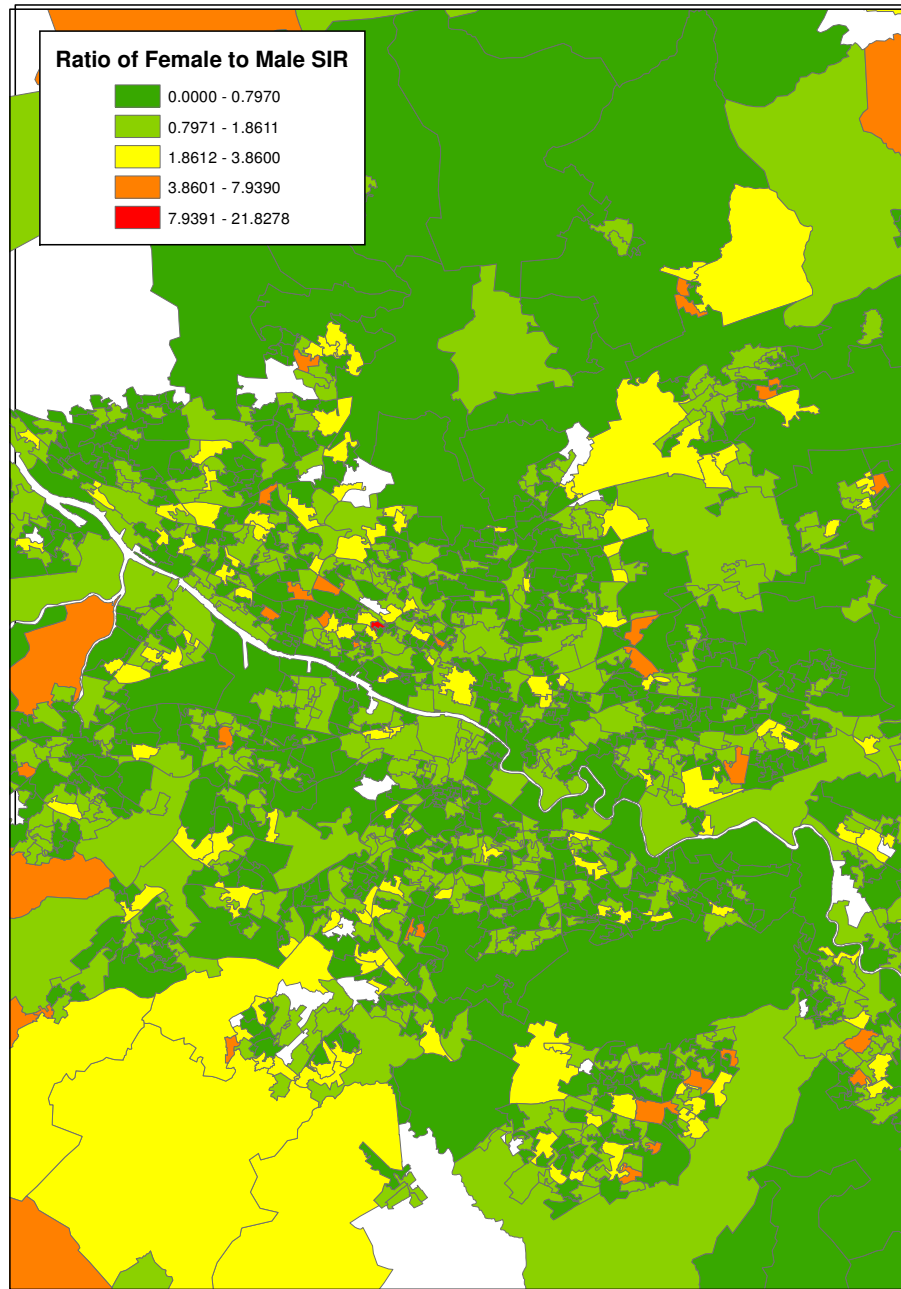 Ratio of Female to Male SIR
0.0000 - 0.7970
0.7971 - 1.8611
1.8612 - 3.8600
3.8601 - 7.9390
7.9391 - 21.8278